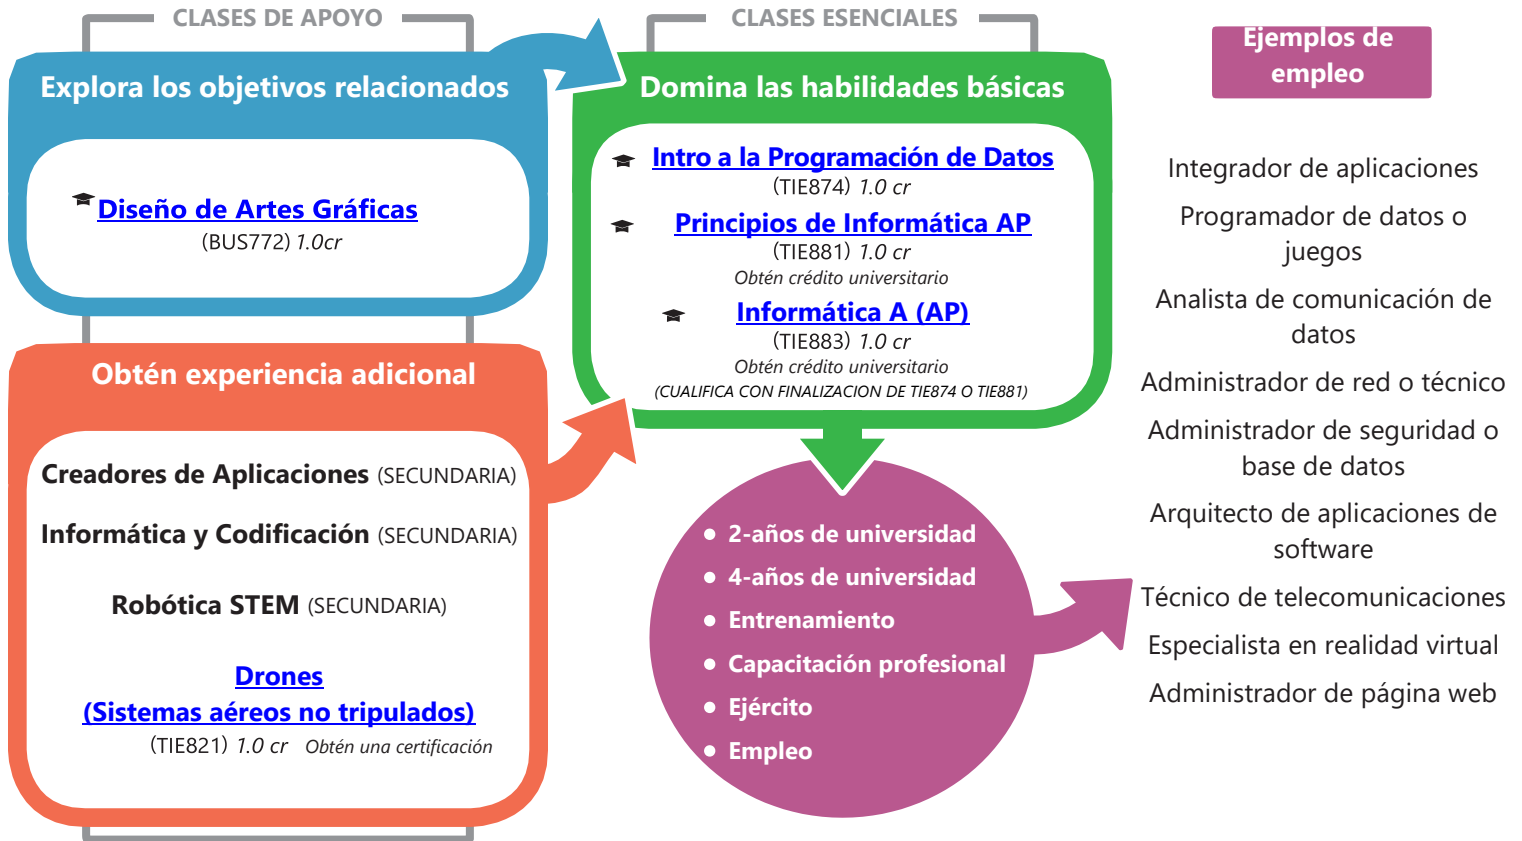 CLASES DE APOYO
Explora los objetivos relacionados
Diseño de Artes Gráficas
(BUS772) 1.0cr
Obtén experiencia adicional
Creadores de Aplicaciones (SECUNDARIA)
Informática y Codificación (SECUNDARIA)
Robótica STEM (SECUNDARIA)
Drones
(Sistemas aéreos no tripulados)
(TIE821) 1.0 cr Obtén una certificación
CLASES ESENCIALES
Domina las habilidades básicas
Intro a la Programación de Datos
(TIE874) 1.0 cr
Principios de Informática AP
(TIE881) 1.0 cr
Obtén crédito universitario
Informática A (AP)
(TIE883) 1.0 cr
Obtén crédito universitario
(CUALIFICA CON FINALIZACION DE TIE874 O TIE881)
• 2-años de universidad
• 4-años de universidad
• Entrenamiento
• Capacitación profesional
• Ejército
• Empleo
Ejemplos de
empleo
Integrador de aplicaciones
Programador de datos o
juegos
Analista de comunicación de
datos
Administrador de red o técnico
Administrador de seguridad o
base de datos
Arquitecto de aplicaciones de
software
Técnico de telecomunicaciones
Especialista en realidad virtual
Administrador de página web